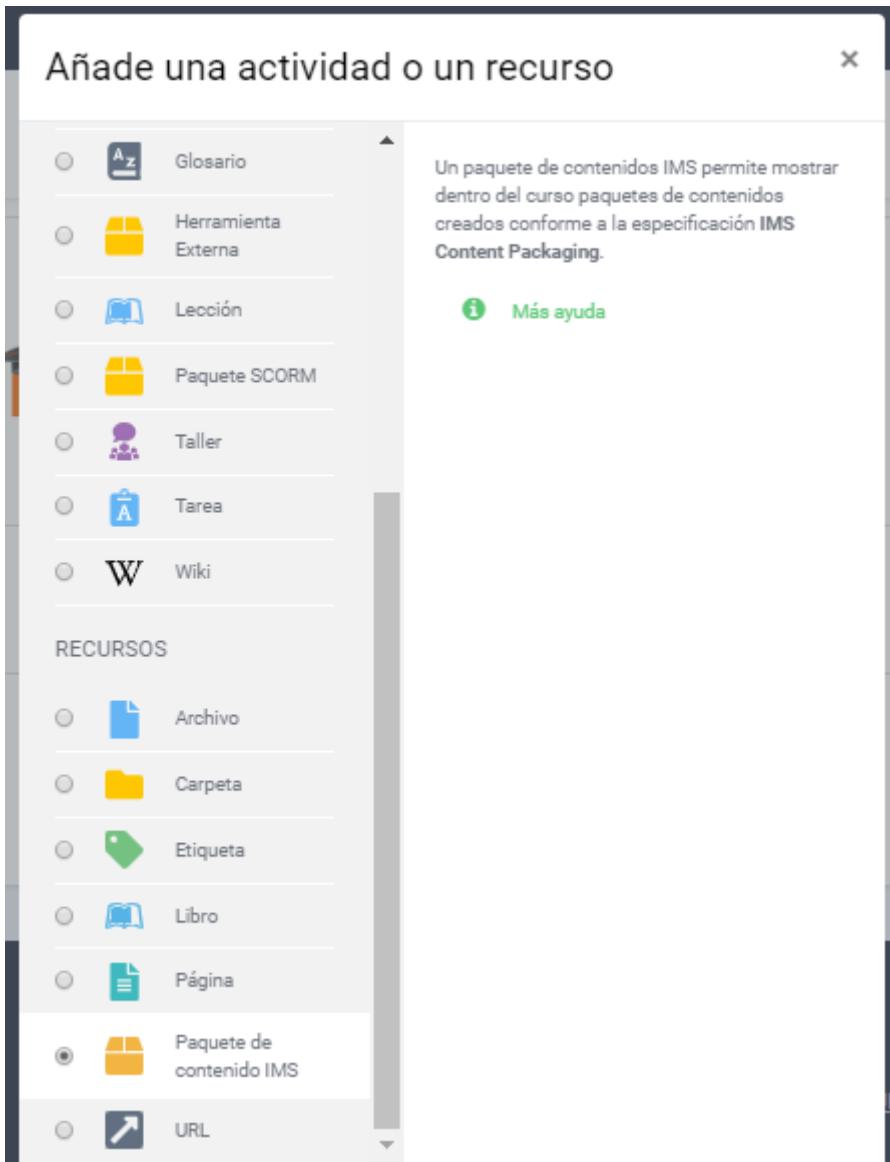 Añade una actividad o un recurso
×
Glosario
Herramienta
Externa
Lección
Paquete SCORM
Taller
Tarea
Wiki
RECURSOS
Archivo
Carpeta
Etiqueta
Libro
Página
Paquete de
contenido IMS
URL
Un paquete de contenidos IMS permite mostrar
dentro del curso paquetes de contenidos
creados conforme a la especificación IMS
Content Packaging.
Más ayuda